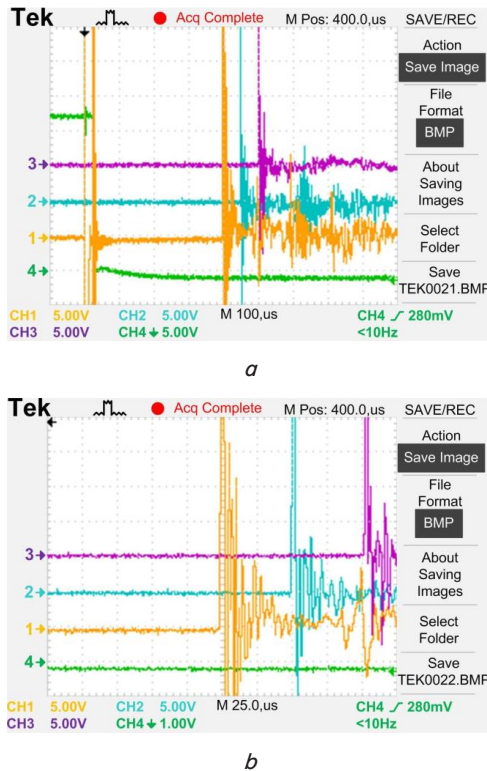 Tek Acq Complete M Pos: 400.0,us SAVE/REC
Action
Save Image
File
Format
BMP
About
Saving
Images
Select
Folder
Save
TEK0021.BMP
3
2
1
4
CH1 5.00V CH2 5.00V M 100,us CH4 280mV
CH3 5.00V CH4 5.00V <10Hz
a
Tek Acq Complete M Pos: 400.0,us SAVE/REC
Action
Save Image
File
Format
BMP
About
Saving
Images
Select
Folder
Save
TEK0022.BMP
3
2
1
4
CH1 5.00V CH2 5.00V M 25.0,us CH4 280mV
CH3 5.00V CH4 1.00V <10Hz
b